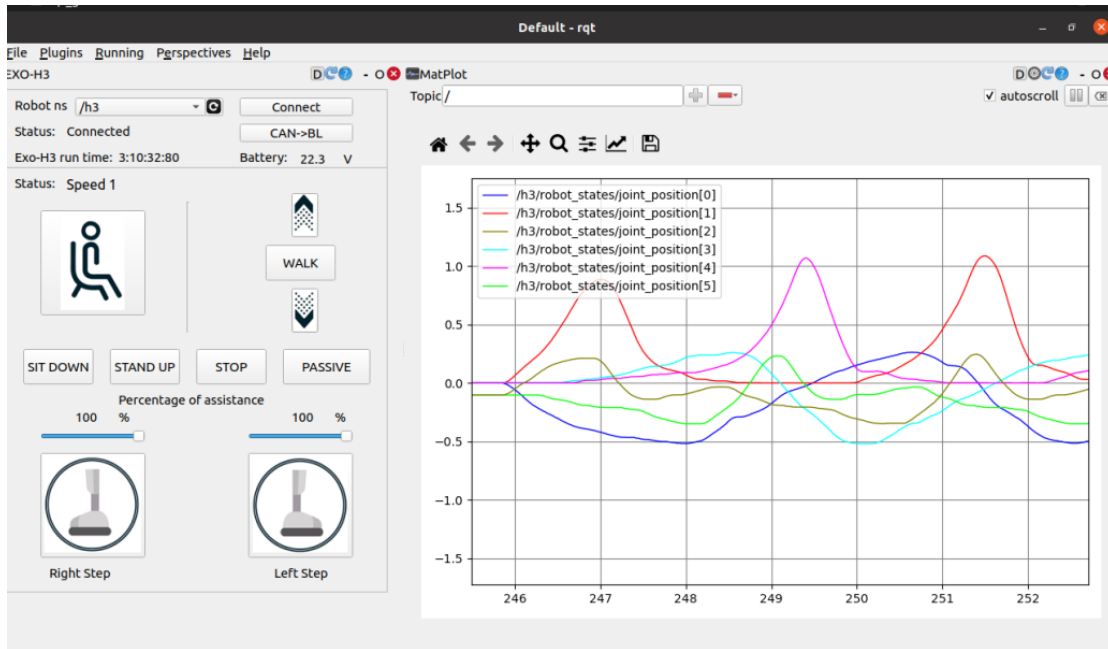 Default - rqt
File Plugins Running Perspectives Help
EXO-H3
D
- O
MatPlot
D
- O
Robot ns /h3 Connect
Status: Connected CAN->BL
Exo-H3 run time: 3:10:32:80 Battery: 22.3 V
Status: Speed 1
WALK
SIT DOWN STAND UP STOP PASSIVE
Percentage of assistance
100 % 100 %
Right Step Left Step
Topic /
autoscroll
/h3/robot_states/joint_position[0]
/h3/robot_states/joint_position[1]
/h3/robot_states/joint_position[2]
/h3/robot_states/joint_position[3]
/h3/robot_states/joint_position[4]
/h3/robot_states/joint_position[5]
1.5
1.0
0.5
0.0
−0.5
−1.0
−1.5
246 247 248 249 250 251 252